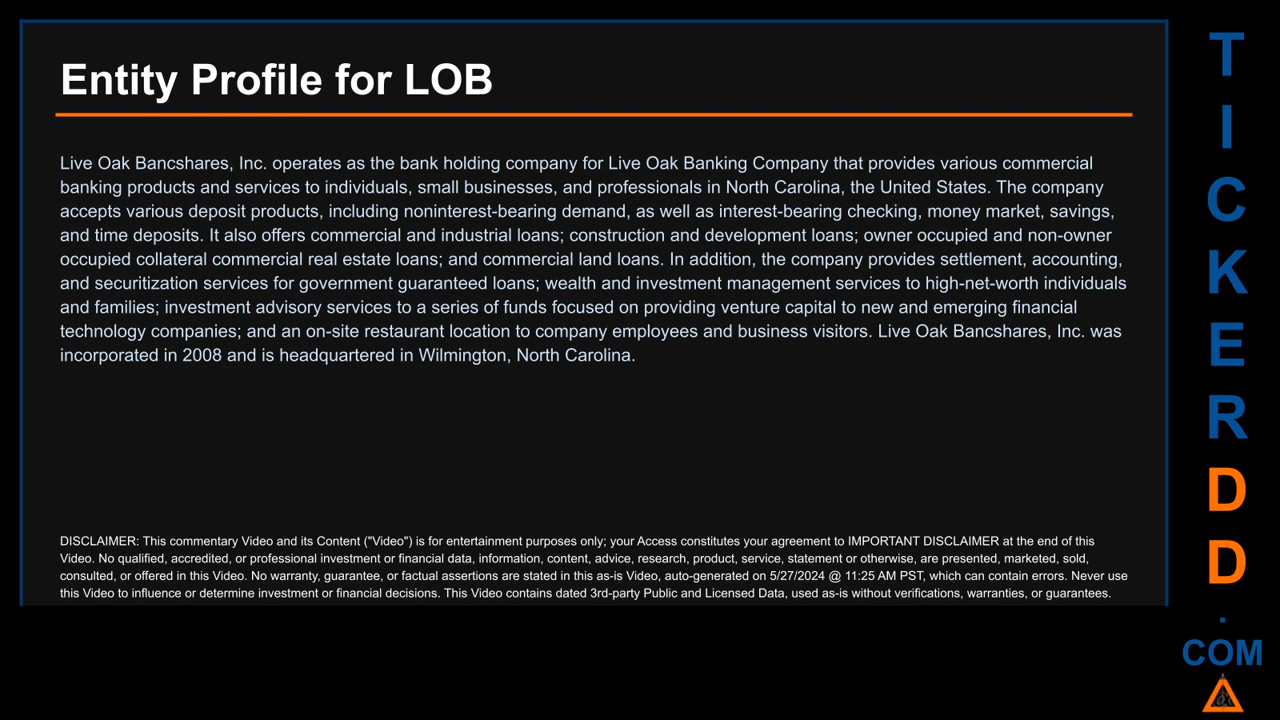 Entity Profile for LOB
Live Oak Bancshares, Inc. operates as the bank holding company for Live Oak Banking Company that provides various commercial
banking products and services to individuals, small businesses, and professionals in North Carolina, the United States. The company
accepts various deposit products, including noninterest-bearing demand, as well as interest-bearing checking, money market, savings,
and time deposits. It also offers commercial and industrial loans; construction and development loans; owner occupied and non-owner
occupied collateral commercial real estate loans; and commercial land loans. In addition, the company provides settlement, accounting,
and securitization services for government guaranteed loans; wealth and investment management services to high-net-worth individuals
and families; investment advisory services to a series of funds focused on providing venture capital to new and emerging financial
technology companies; and an on-site restaurant location to company employees and business visitors. Live Oak Bancshares, Inc. was
incorporated in 2008 and is headquartered in Wilmington, North Carolina.
DISCLAIMER: This commentary Video and its Content ("Video") is for entertainment purposes only; your Access constitutes your agreement to IMPORTANT DISCLAIMER at the end of this
Video. No qualified, accredited, or professional investment or financial data, information, content, advice, research, product, service, statement or otherwise, are presented, marketed, sold,
consulted, or offered in this Video. No warranty, guarantee, or factual assertions are stated in this as-is Video, auto-generated on 5/27/2024 @ 11:25 AM PST, which can contain errors. Never use
this Video to influence or determine investment or financial decisions. This Video contains dated 3rd-party Public and Licensed Data, used as-is without verifications, warranties, or guarantees.
T
I
C
K
E
R
D
D
.
COM